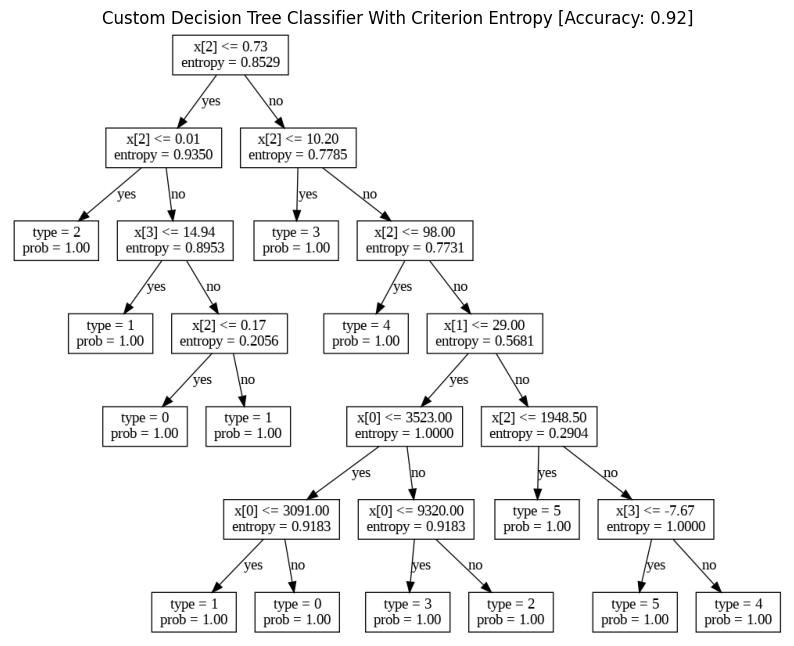 Custom Decision Tree Classifier With Criterion Entropy [Accuracy: 0.92]
x[2] <= 0.73
entropy = 0.8529
yes
no
x[2] <= 0.01
entropy = 0.9350
x[2] <= 10.20
entropy = 0.7785
yes
no
yes
no
type = 2
prob = 1.00
x[3] <= 14.94
entropy = 0.8953
type = 3
prob = 1.00
x[2] <= 98.00
entropy = 0.7731
yes
no
yes
no
type = 1
prob = 1.00
x[2] <= 0.17
entropy = 0.2056
type = 4
prob = 1.00
x[1] <= 29.00
entropy = 0.5681
yes
no
yes
no
type = 0
prob = 1.00
type = 1
prob = 1.00
x[0] <= 3523.00
entropy = 1.0000
x[2] <= 1948.50
entropy = 0.2904
yes
no
yes
no
x[0] <= 3091.00
entropy = 0.9183
x[0] <= 9320.00
entropy = 0.9183
type = 5
prob = 1.00
x[3] <= -7.67
entropy = 1.0000
yes
no
yes
no
yes
no
type = 1
prob = 1.00
type = 0
prob = 1.00
type = 3
prob = 1.00
type = 2
prob = 1.00
type = 5
prob = 1.00
type = 4
prob = 1.00